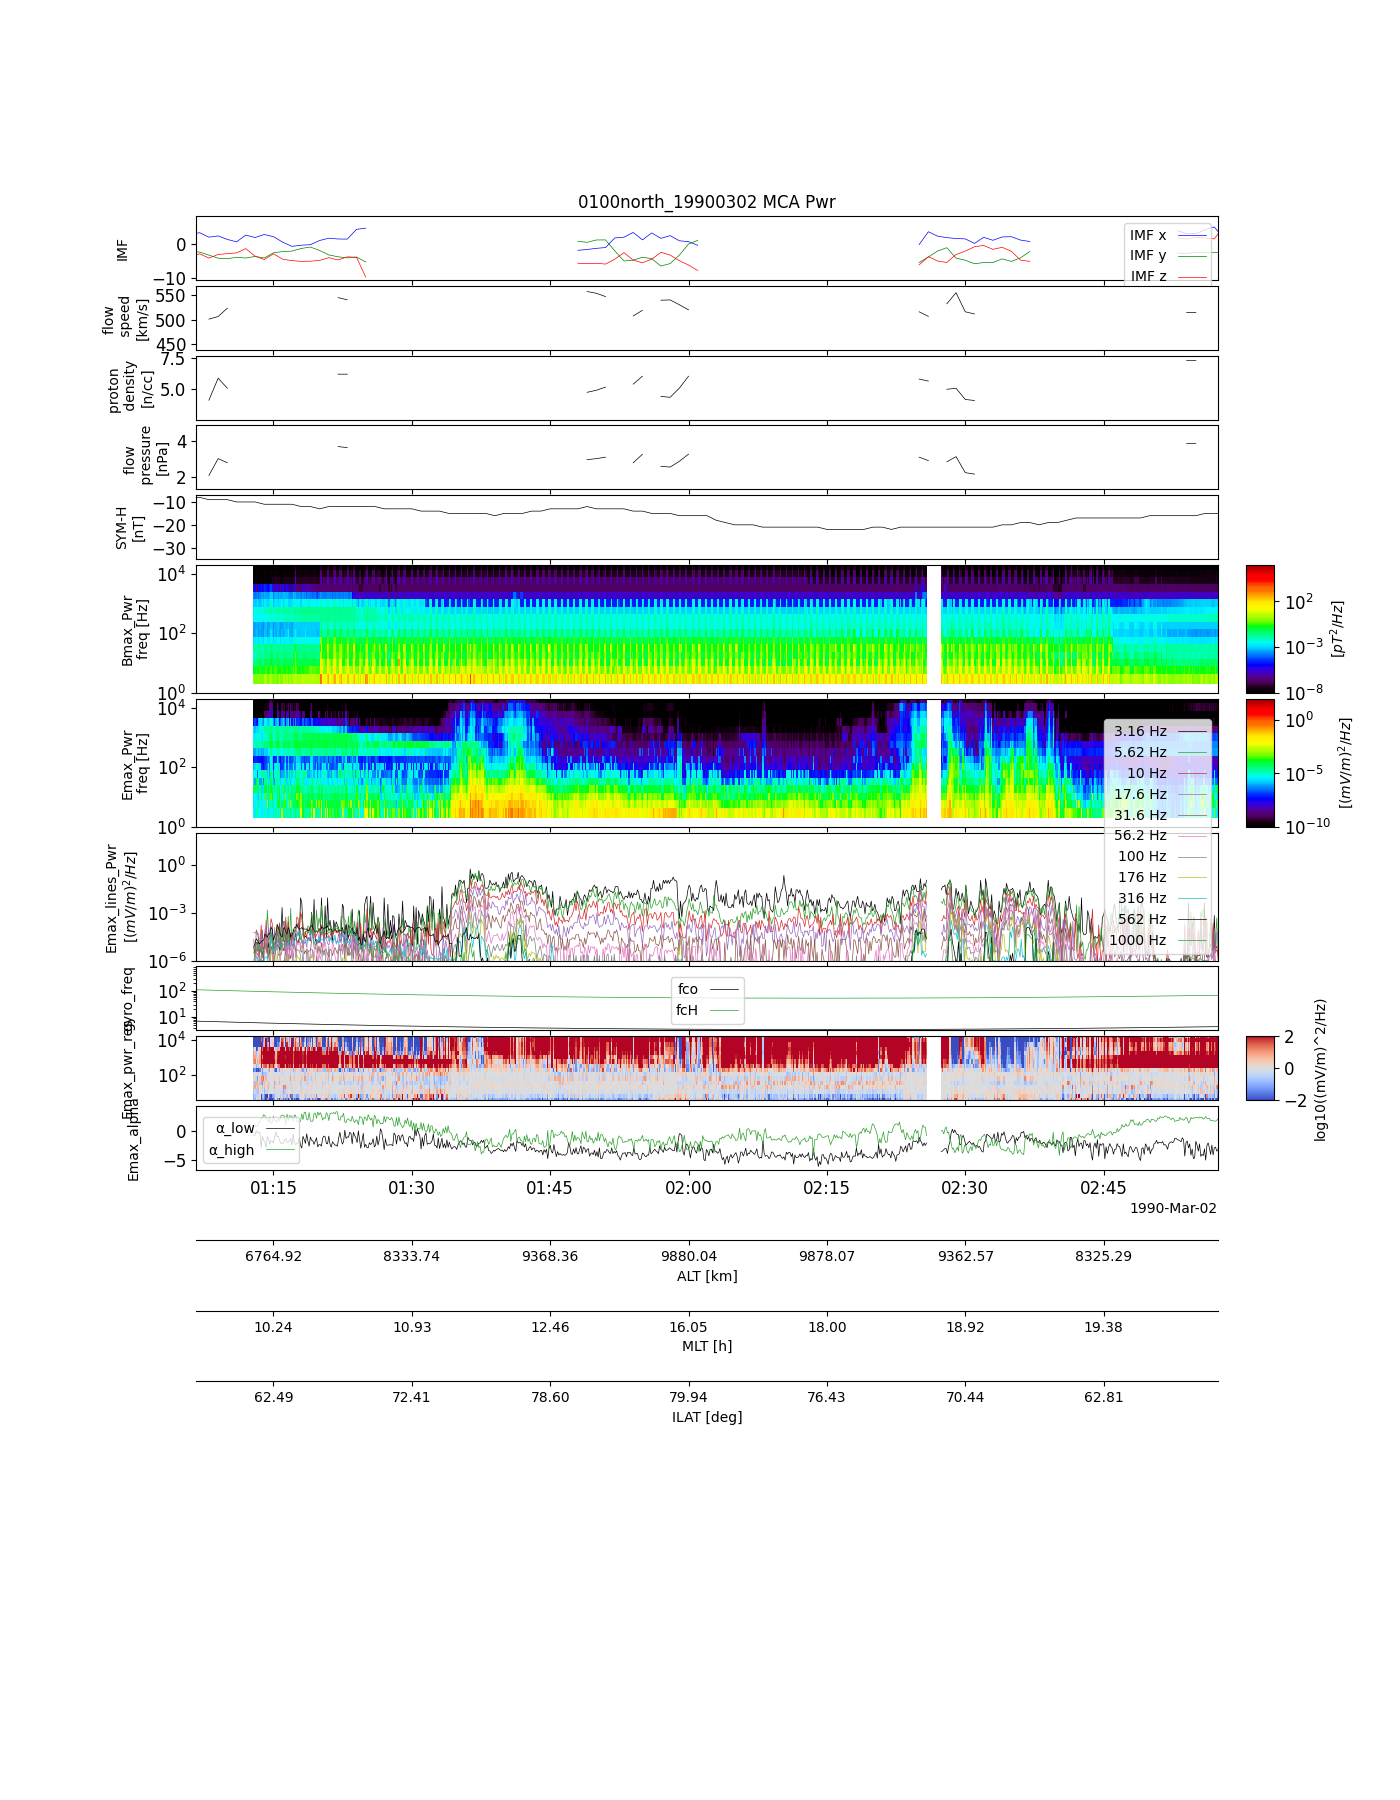 0100north_19900302 MCA Pwr
IMF
0
−10
IMF x
IMF y
IMF z
flow
speed
[km/s]
550
500
450
proton
density
[n/cc]
7.5
5.0
flow
pressure
[nPa]
4
2
SYM-H
[nT]
−10
−20
−30
Bmax_Pwr
freq [Hz]
10^4
10^2
10^0
10^2
10^−3
10^−8
[pT^2/Hz]
Emax_Pwr
freq [Hz]
10^4
10^2
10^0
10^0
10^−5
10^−10
[(mV/m)^2/Hz]
3.16 Hz
5.62 Hz
10 Hz
17.6 Hz
31.6 Hz
56.2 Hz
100 Hz
176 Hz
316 Hz
562 Hz
1000 Hz
Emax_lines_Pwr
[(mV/m)^2/Hz]
10^0
10^−3
10^−6
gyro_freq
10^2
10^1
fco
fcH
Emax_pwr_reg
10^4
10^2
2
0
−2
log10((mV/m)^2/Hz)
Emax_alpha
0
−5
α_low
α_high
01:15 01:30 01:45 02:00 02:15 02:30 02:45
1990-Mar-02
6764.92 8333.74 9368.36 9880.04 9878.07 9362.57 8325.29
ALT [km]
10.24 10.93 12.46 16.05 18.00 18.92 19.38
MLT [h]
62.49 72.41 78.60 79.94 76.43 70.44 62.81
ILAT [deg]